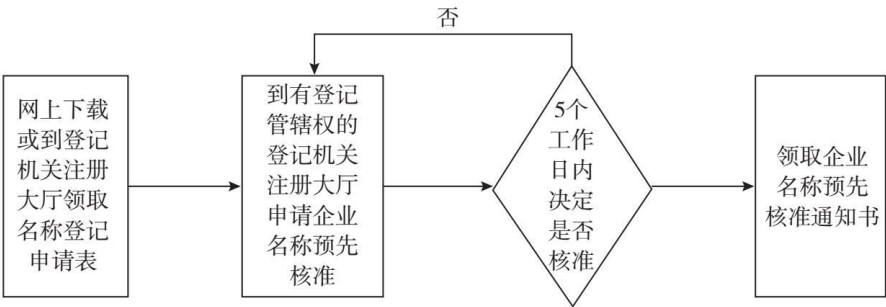 否
网上下载
或到登记
机关注册
大厅领取
名称登记
申请表
到有登记
管辖权的
登记机关
注册大厅
申请企业
名称预先
核准
5个
工作
日内
决定
是否
核准
领取企业
名称预先
核准通知书